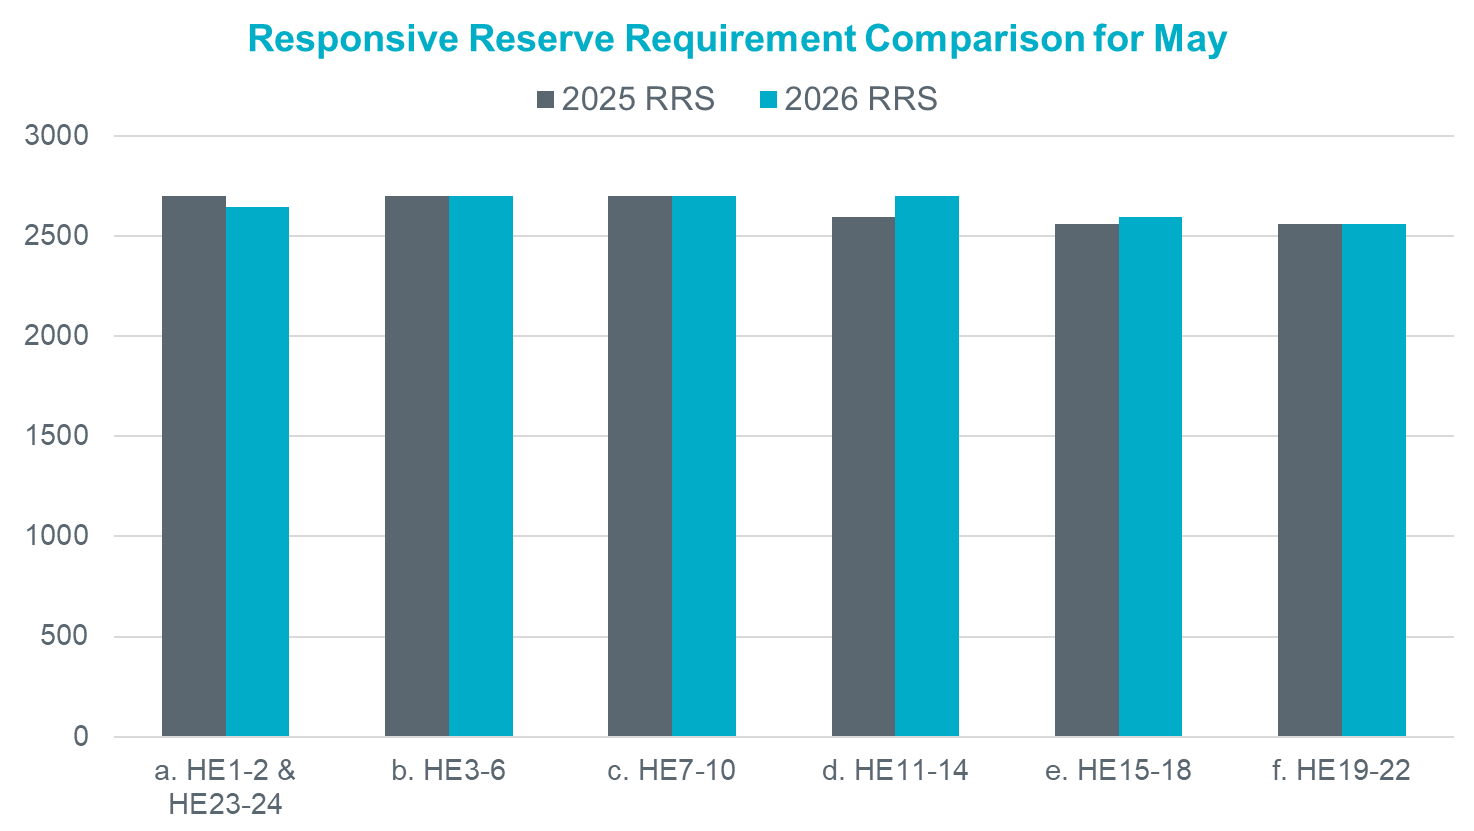 Responsive Reserve Requirement Comparison for May
2025 RRS 2026 RRS
3000
2500
2000
1500
1000
500
0
a. HE1-2 & b. HE3-6 c. HE7-10 d. HE11-14 e. HE15-18 f. HE19-22
HE23-24